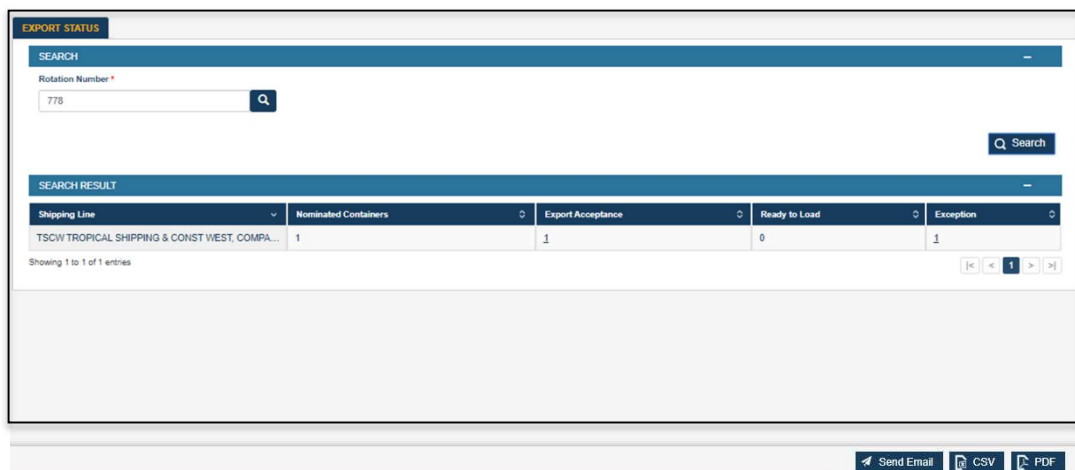 EXPORT STATUS
SEARCH
Rotation Number *
778
Search
SEARCH RESULT
Shipping Line Nominated Containers Export Acceptance Ready to Load Exception
TSCW TROPICAL SHIPPING & CONST WEST, COMPA... 1 1 0 1
Showing 1 to 1 of 1 entries |< < 1 > >|
Send Email CSV PDF